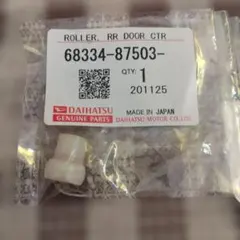 ROLLER, RR DOOR CTR
68334-87503-
QTY:
1
201125
DAIHATSU
GENUINE PARTS
MADE IN JAPAN
DAIHATSU MOTOR CO.,LTD.